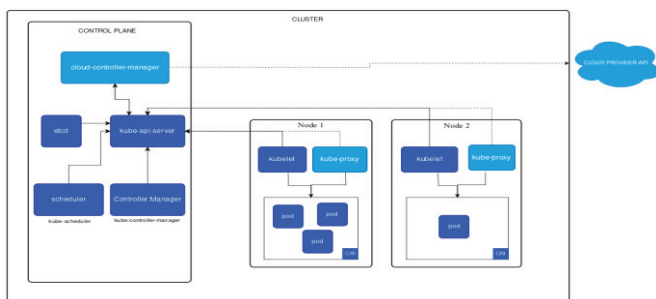 CLUSTER
CONTROL PLANE
cloud-controller-manager
CLOUD PROVIDER API
etcd
kube-api-server
Node 1
Node 2
kubelet
kube-proxy
kubelet
kube-proxy
scheduler
Controller Manager
kube-scheduler
kube-controller-manager
pod
pod
pod
CRI
pod
CRI